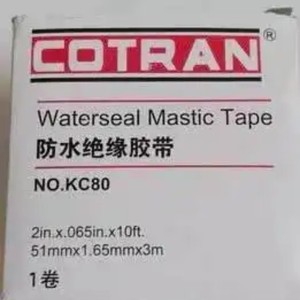 COTRAN®
Waterseal Mastic Tape
防水绝缘胶带
NO.KC80
2in.x.065in.x10ft.
51mmx1.65mmx3m
1卷